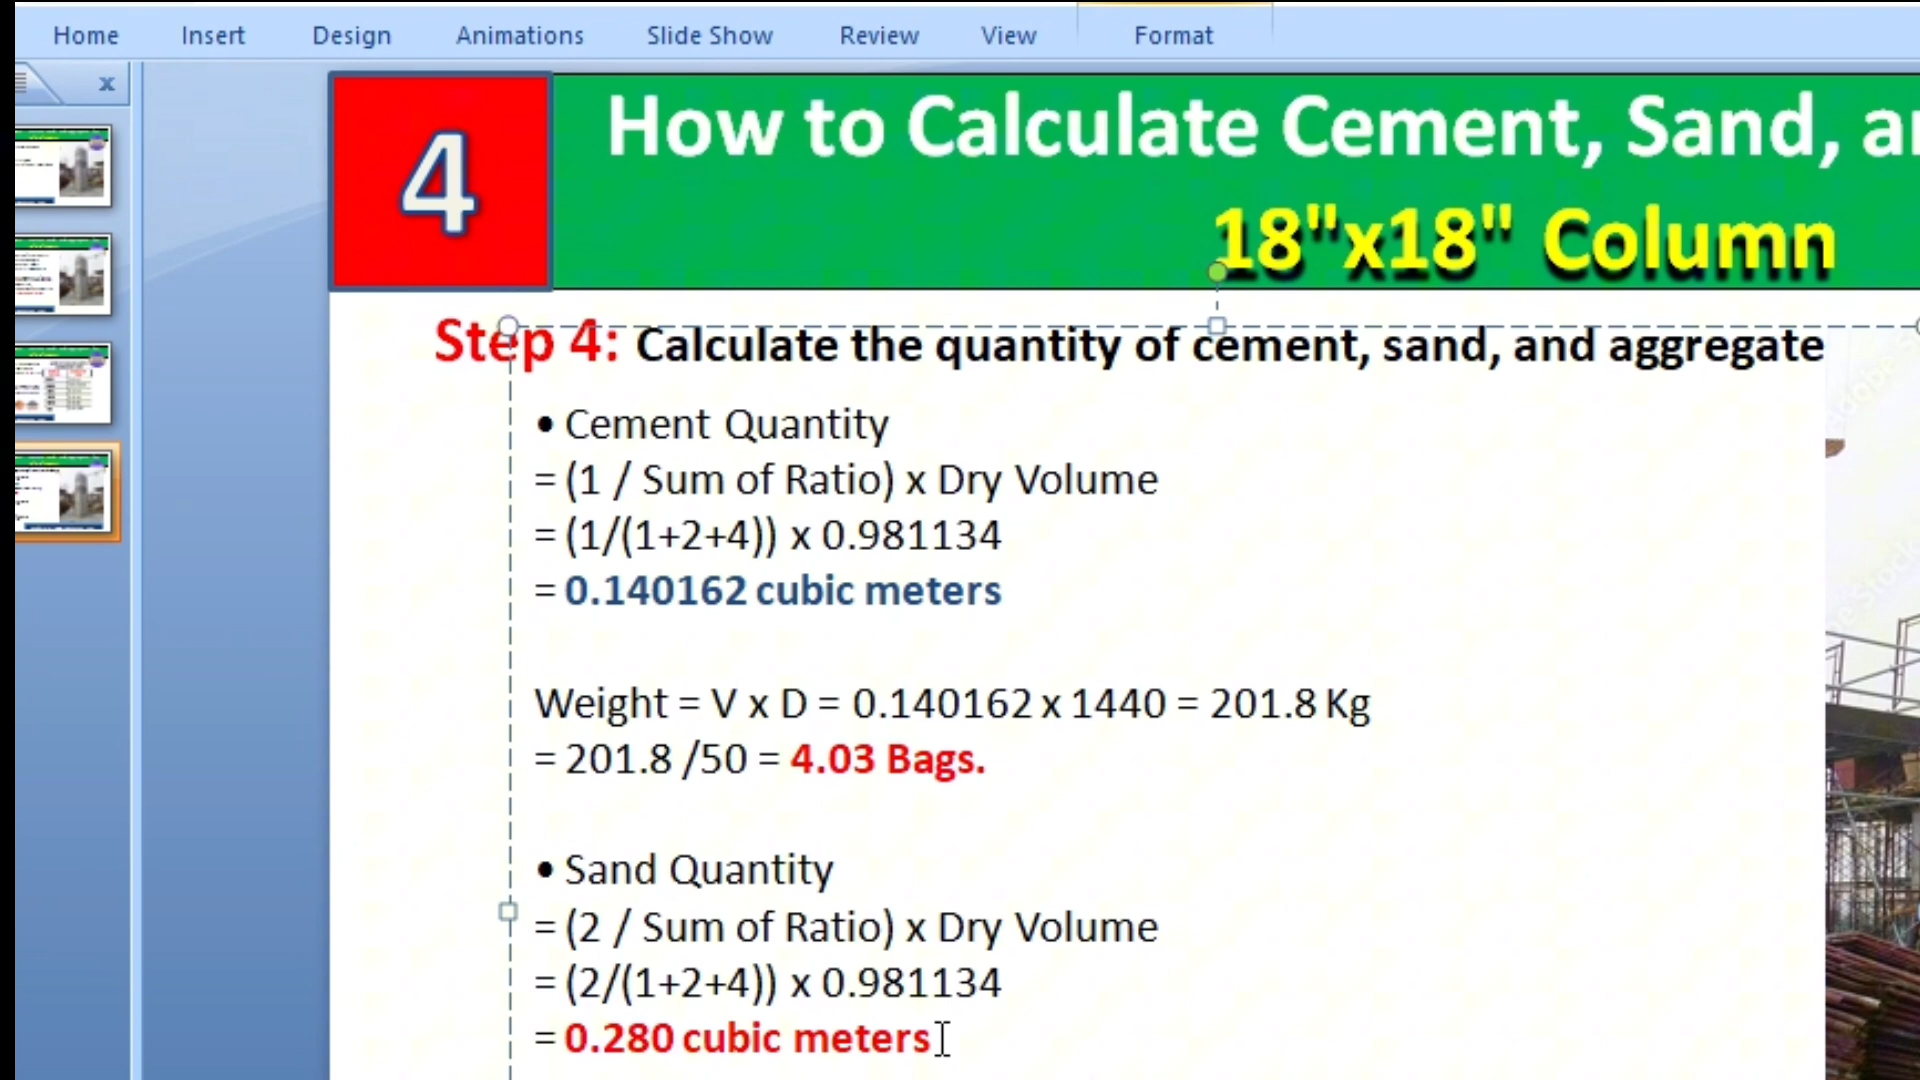 Home Insert Design Animations Slide Show Review View Format
x
4
How to Calculate Cement, Sand,
18"x18" Column
Step 4: Calculate the quantity of cement, sand, and aggregate
• Cement Quantity
= (1 / Sum of Ratio) x Dry Volume
= (1/(1+2+4)) x 0.981134
= 0.140162 cubic meters
Weight = V x D = 0.140162 x 1440 = 201.8 Kg
= 201.8 /50 = 4.03 Bags.
• Sand Quantity
= (2 / Sum of Ratio) x Dry Volume
= (2/(1+2+4)) x 0.981134
= 0.280 cubic meters